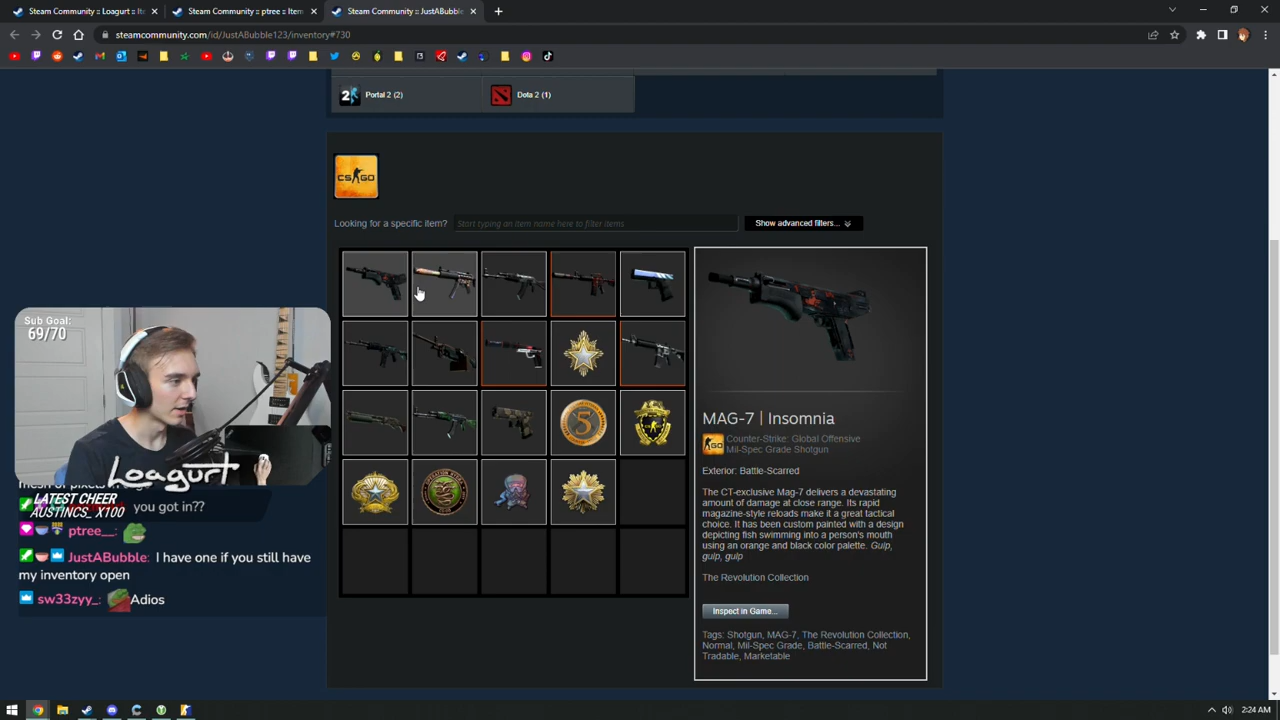 Steam Community :: Loagurt :: Ite
Steam Community :: ptree :: Item
Steam Community :: JustABubble
steamcommunity.com/id/JustABubble123/inventory#730
Portal 2 (2)
Dota 2 (1)
CS GO
Looking for a specific item?
Start typing an item name here to filter items
Show advanced filters...
MAG-7 | Insomnia
Counter-Strike: Global Offensive
Mil-Spec Grade Shotgun
Exterior: Battle-Scarred
The CT-exclusive Mag-7 delivers a devastating
amount of damage at close range. Its rapid
magazine-style reloads make it a great tactical
choice. It has been custom painted with a design
depicting fish swimming into a person's mouth
using an orange and black color palette. Gulp,
gulp, gulp
The Revolution Collection
Inspect in Game...
Tags: Shotgun, MAG-7, The Revolution Collection,
Normal, Mil-Spec Grade, Battle-Scarred, Not
Tradable, Marketable
Sub Goal:
69/70
Loagurt
LATEST CHEER
AUSTINCS_ X100
you got in??
ptree__:
JustABubble: I have one if you still have
my inventory open
sw33zyy_: Adios
2:24 AM